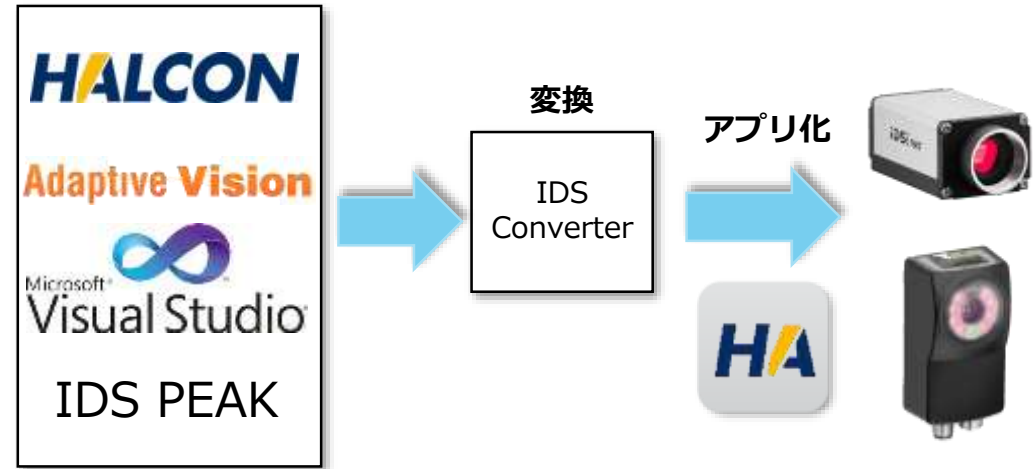 HALCON
Adaptive Vision
Microsoft
Visual Studio
IDS PEAK
変換
IDS
Converter
アプリ化
HA